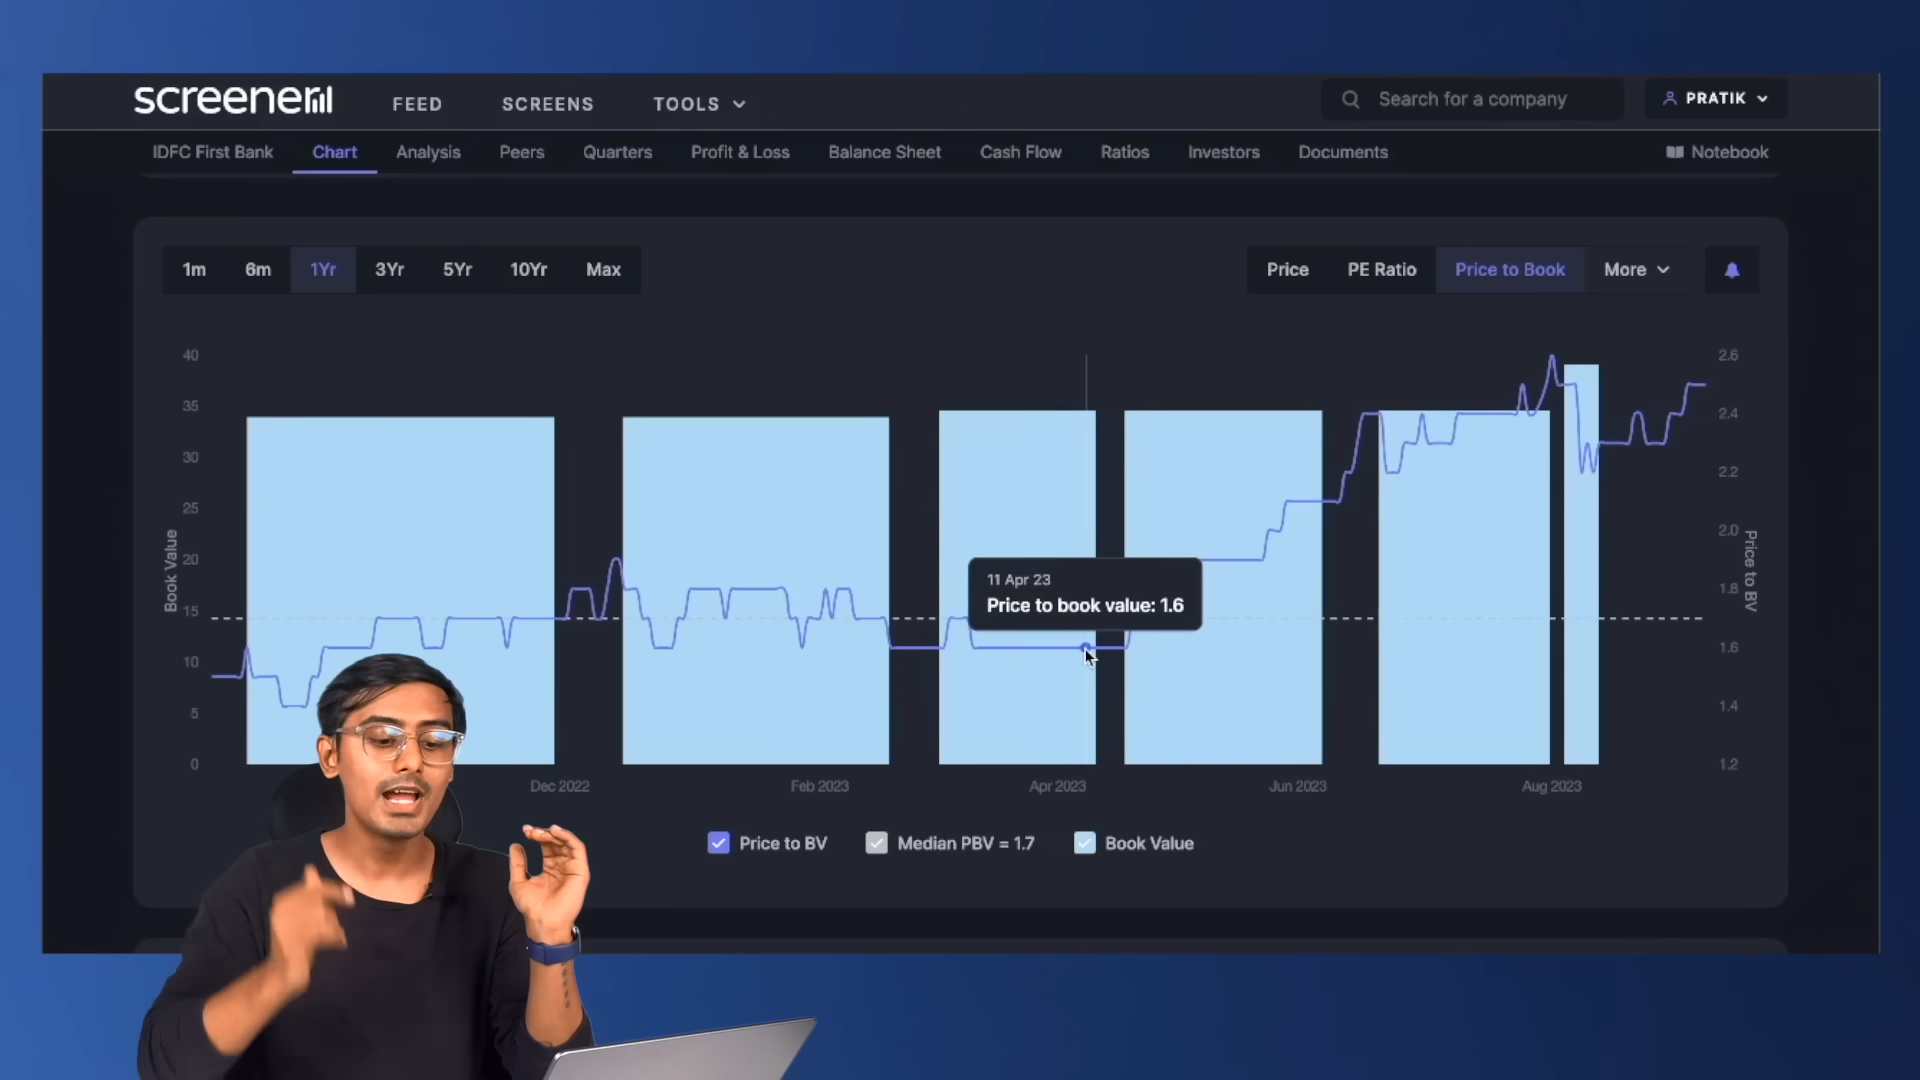 screener
FEED
SCREENS
TOOLS
Search for a company
PRATIK
IDFC First Bank
Chart
Analysis
Peers
Quarters
Profit & Loss
Balance Sheet
Cash Flow
Ratios
Investors
Documents
Notebook
1m
6m
1Yr
3Yr
5Yr
10Yr
Max
Price
PE Ratio
Price to Book
More
40
35
30
25
20
15
10
5
0
Book Value
2.6
2.4
2.2
2.0
1.8
1.6
1.4
1.2
Price to BV
11 Apr 23
Price to book value: 1.6
Dec 2022
Feb 2023
Apr 2023
Jun 2023
Aug 2023
Price to BV
Median PBV = 1.7
Book Value